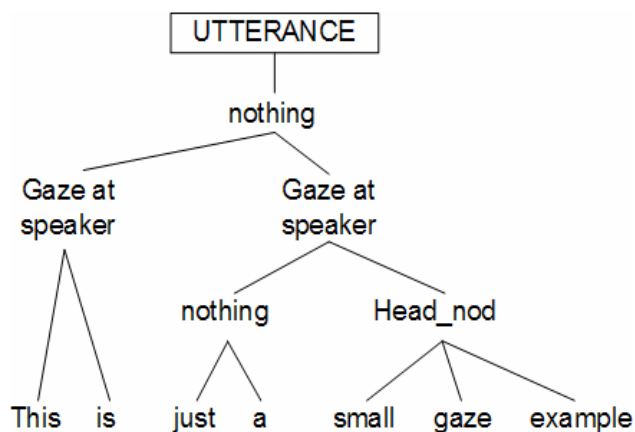 UTTERANCE
nothing
Gaze at Gaze at
speaker speaker
nothing Head_nod
This is just a small gaze example